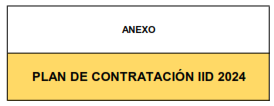 ANEXO
PLAN DE CONTRATACIÓN IID 2024